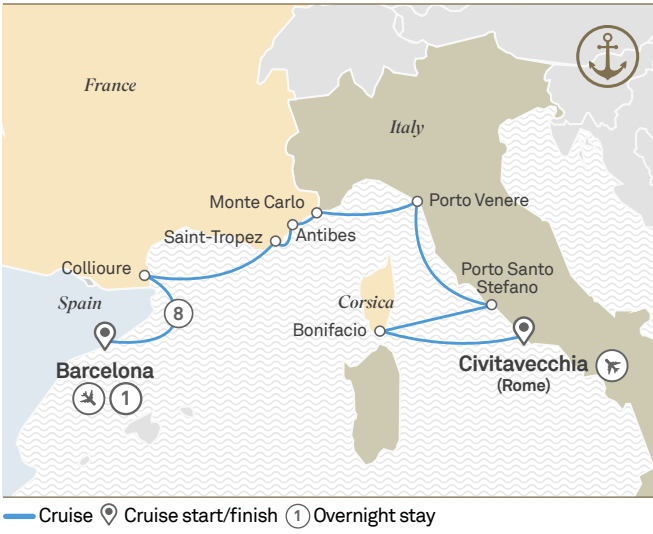 France
Italy
Monte Carlo
Porto Venere
Saint-Tropez
Antibes
Collioure
Porto Santo
Stefano
Spain
Corsica
8
Bonifacio
Barcelona
1
Civitavecchia
(Rome)
Cruise
Cruise start/finish
1 Overnight stay